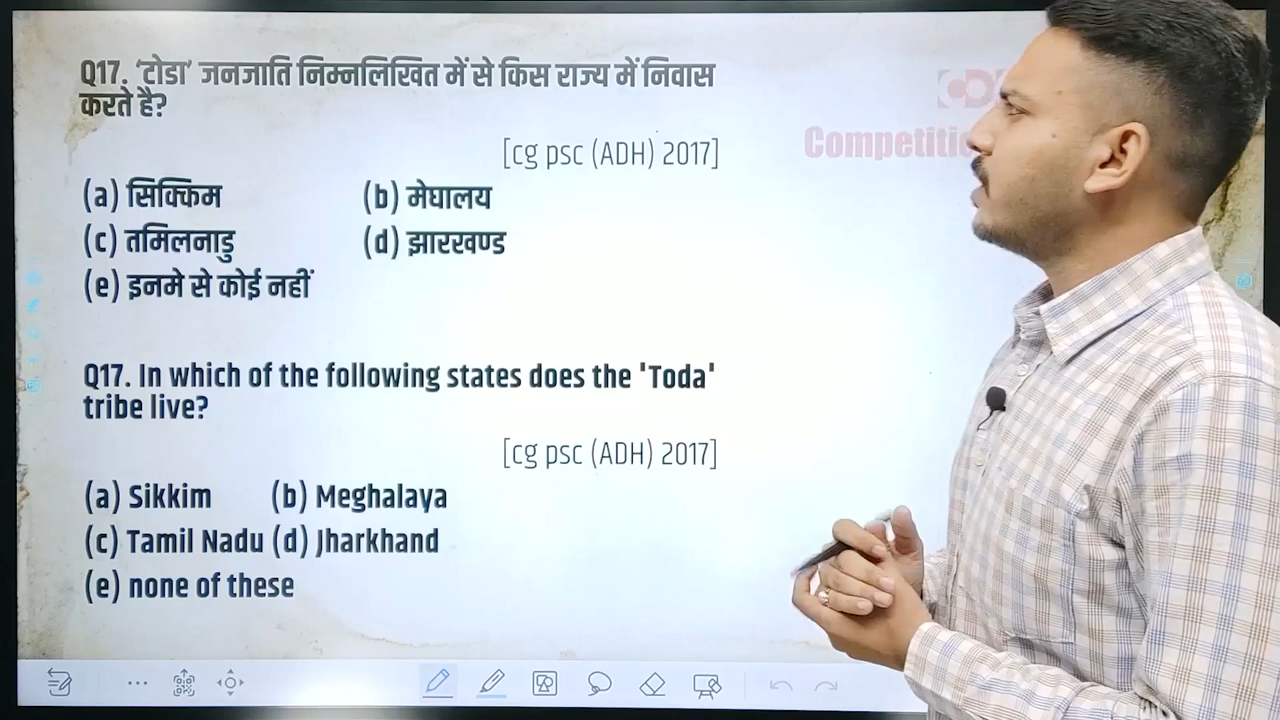 Q17. ‘टोडा’ जनजाति निम्नलिखित में से किस राज्य में निवास
करते है?
[cg psc (ADH) 2017]
(a) सिक्किम (b) मेघालय
(c) तमिलनाडु (d) झारखण्ड
(e) इनमे से कोई नहीं
Q17. In which of the following states does the 'Toda'
tribe live?
[cg psc (ADH) 2017]
(a) Sikkim (b) Meghalaya
(c) Tamil Nadu (d) Jharkhand
(e) none of these